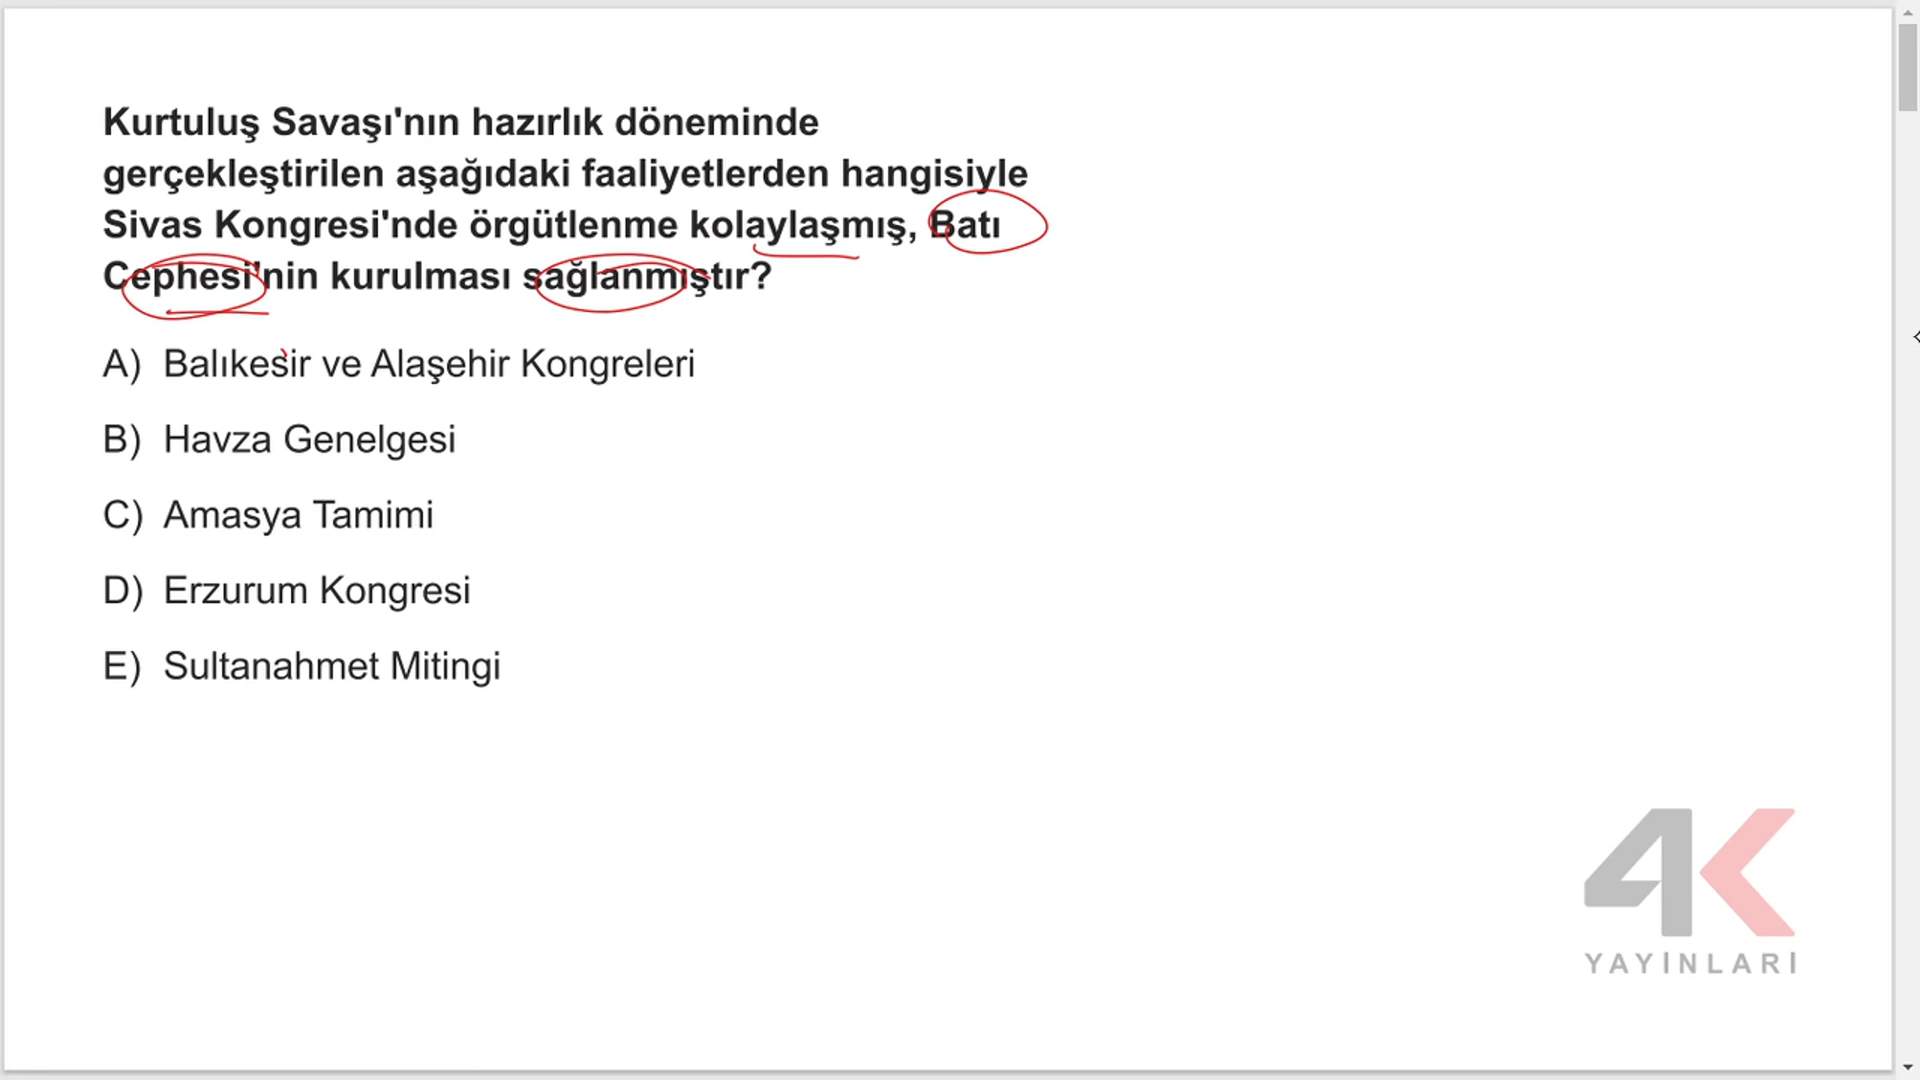 Kurtuluş Savaşı'nın hazırlık döneminde
gerçekleştirilen aşağıdaki faaliyetlerden hangisiyle
Sivas Kongresi'nde örgütlenme kolaylaşmış, Batı
Cephesi'nin kurulması sağlanmıştır?
A) Balıkesir ve Alaşehir Kongreleri
B) Havza Genelgesi
C) Amasya Tamimi
D) Erzurum Kongresi
E) Sultanahmet Mitingi
4K
YAYINLARI